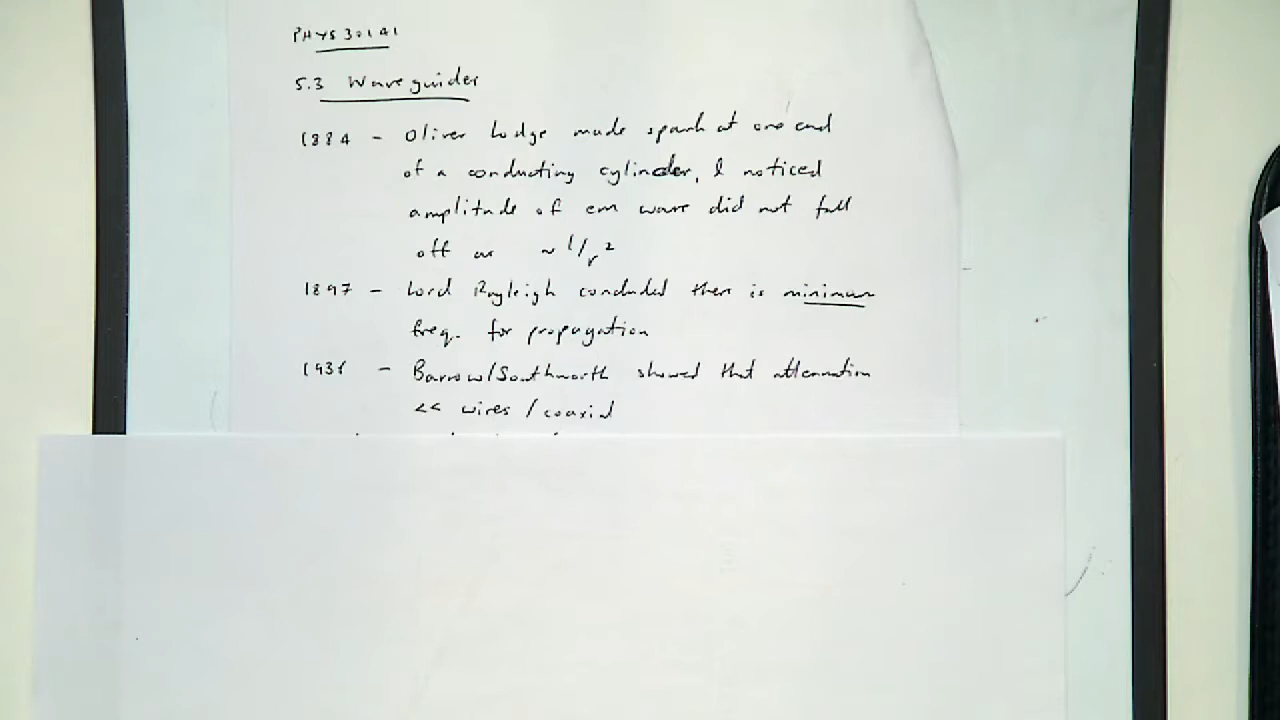 PHYS 30141
5.3 Waveguides
1884 - Oliver Lodge made spark at one end
of a conducting cylinder, & noticed
amplitude of em wave did not fall
off as ~ 1/r²
1897 - Lord Rayleigh concluded there is minimum
freq. for propagation
1936 - Barrow/Southworth showed that attenuation
<< wires / coaxial